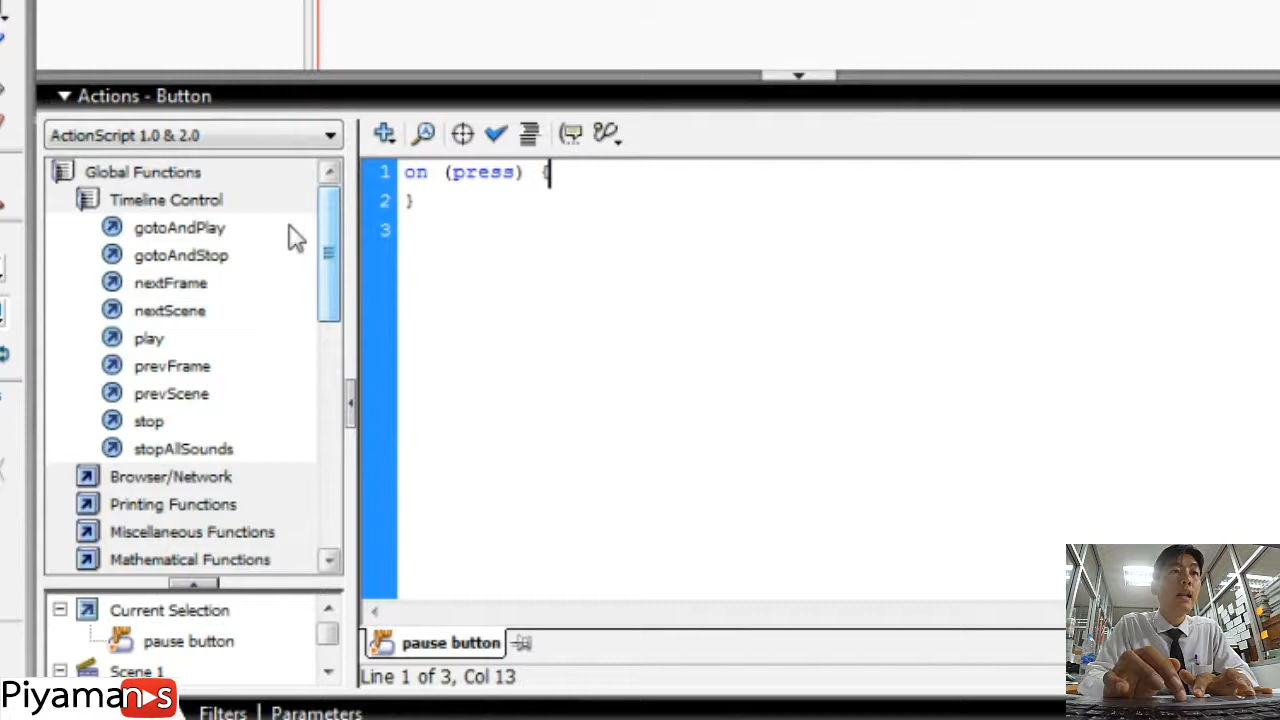 Actions - Button
ActionScript 1.0 & 2.0
Global Functions
Timeline Control
gotoAndPlay
gotoAndStop
nextFrame
nextScene
play
prevFrame
prevScene
stop
stopAllSounds
Browser/Network
Printing Functions
Miscellaneous Functions
Mathematical Functions
Current Selection
pause button
Scene 1
1 on (press) {
2 }
3
pause button
Line 1 of 3, Col 13
Filters | Parameters
Piyamans